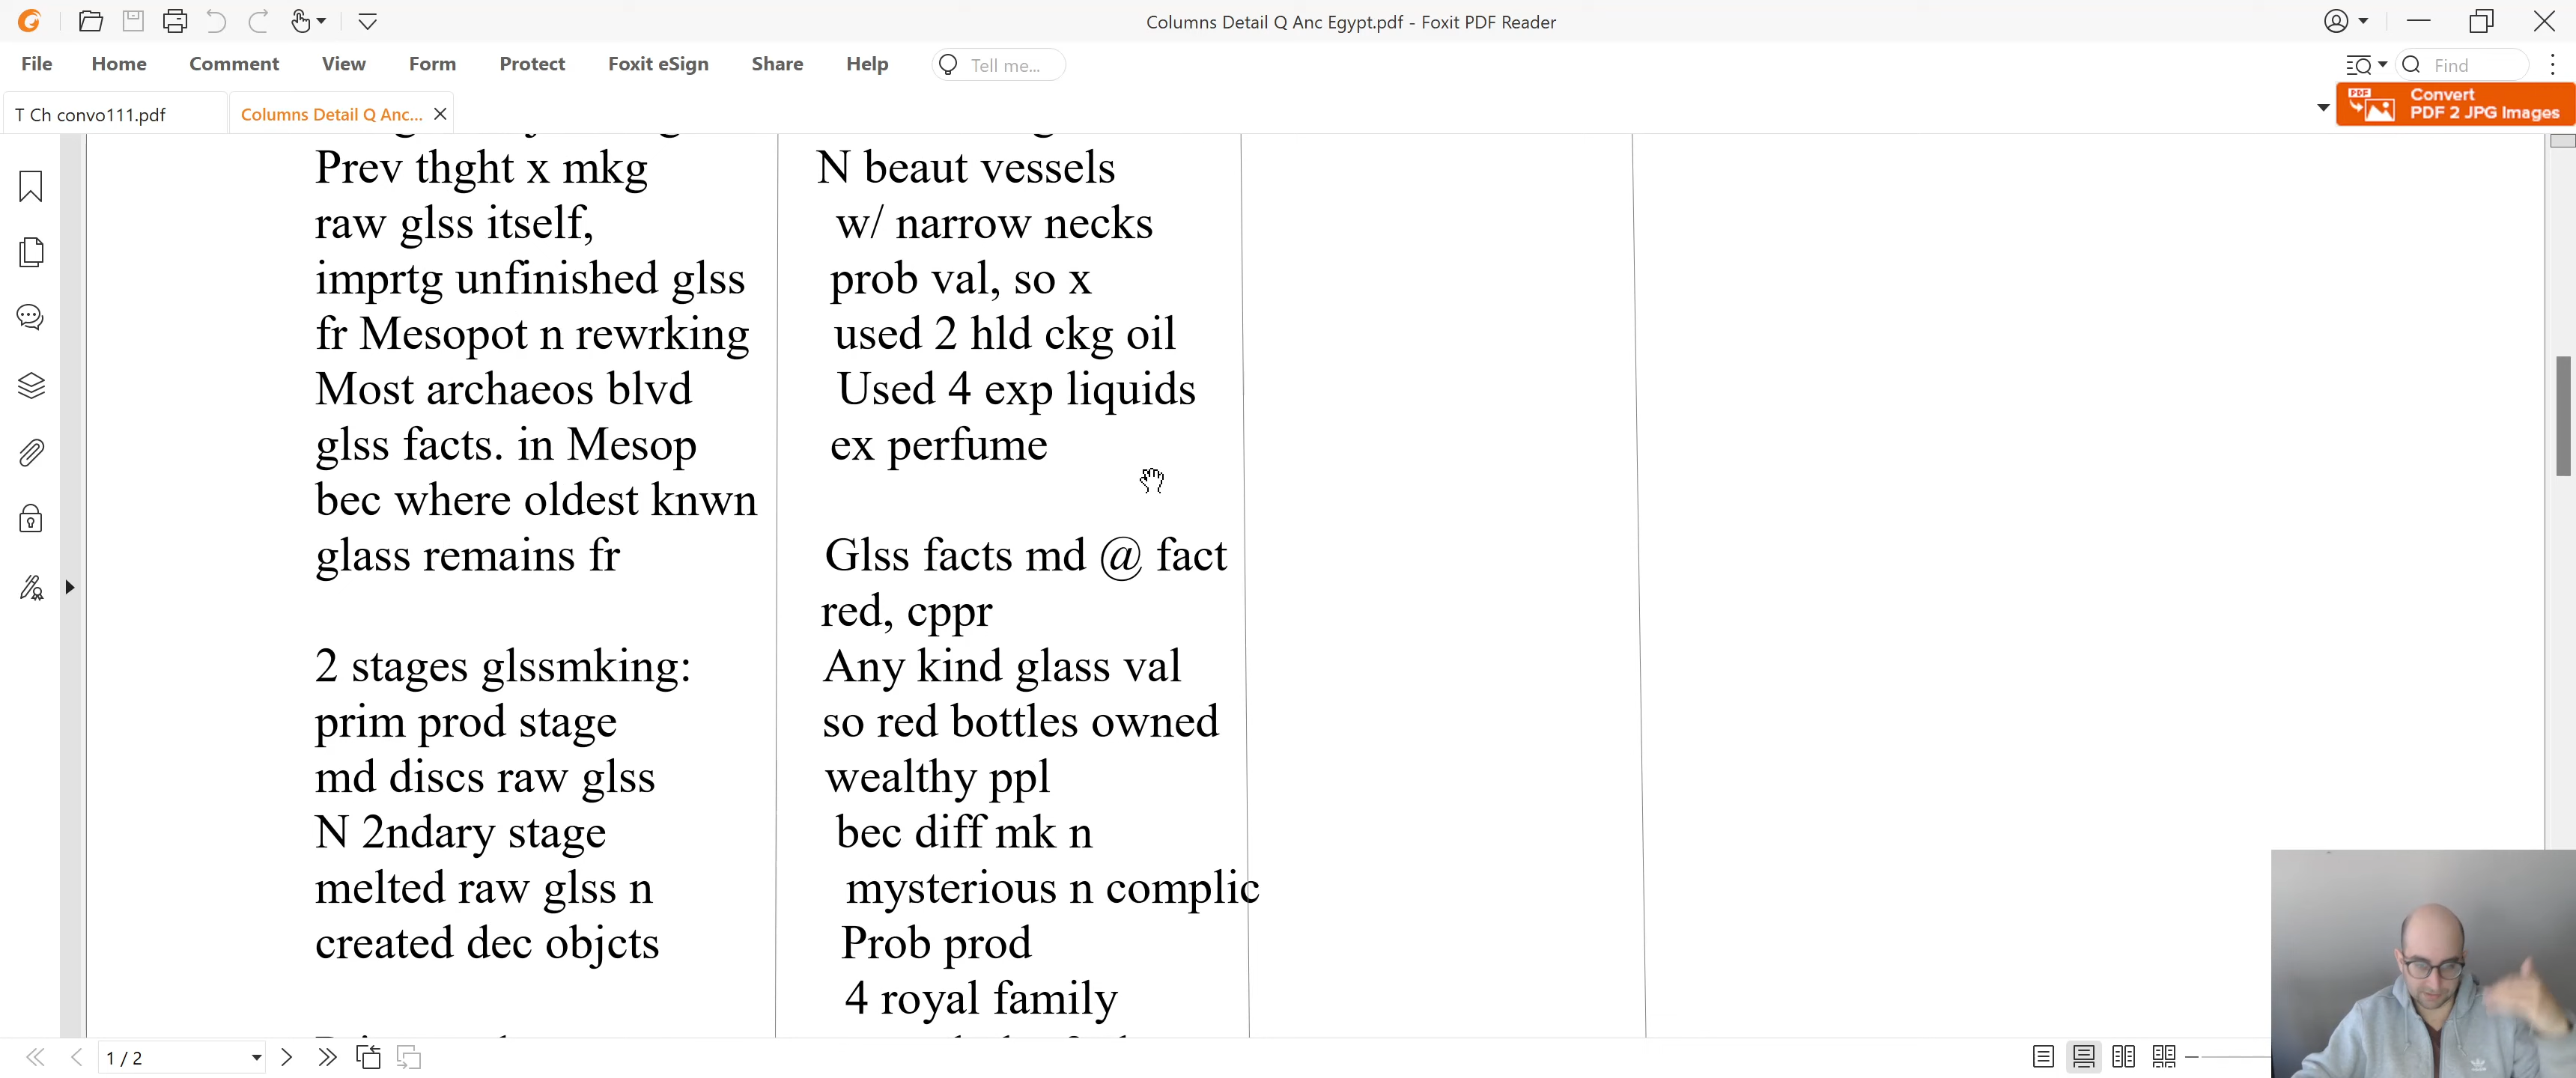 Columns Detail Q Anc Egypt.pdf - Foxit PDF Reader
File Home Comment View Form Protect Foxit eSign Share Help Tell me... Find
T Ch convo111.pdf
Columns Detail Q Anc...
PDF
Convert
PDF 2 JPG Images
Prev thght x mkg
raw glss itself,
imprtg unfinished glss
fr Mesopot n rewrking
Most archaeos blvd
glss facts. in Mesop
bec where oldest knwn
glass remains fr
2 stages glssmking:
prim prod stage
md discs raw glss
N 2ndary stage
melted raw glss n
created dec objcts
N beaut vessels
w/ narrow necks
prob val, so x
used 2 hld ckg oil
Used 4 exp liquids
ex perfume
Glss facts md @ fact
red, cppr
Any kind glass val
so red bottles owned
wealthy ppl
bec diff mk n
mysterious n complic
Prob prod
4 royal family
1 / 2